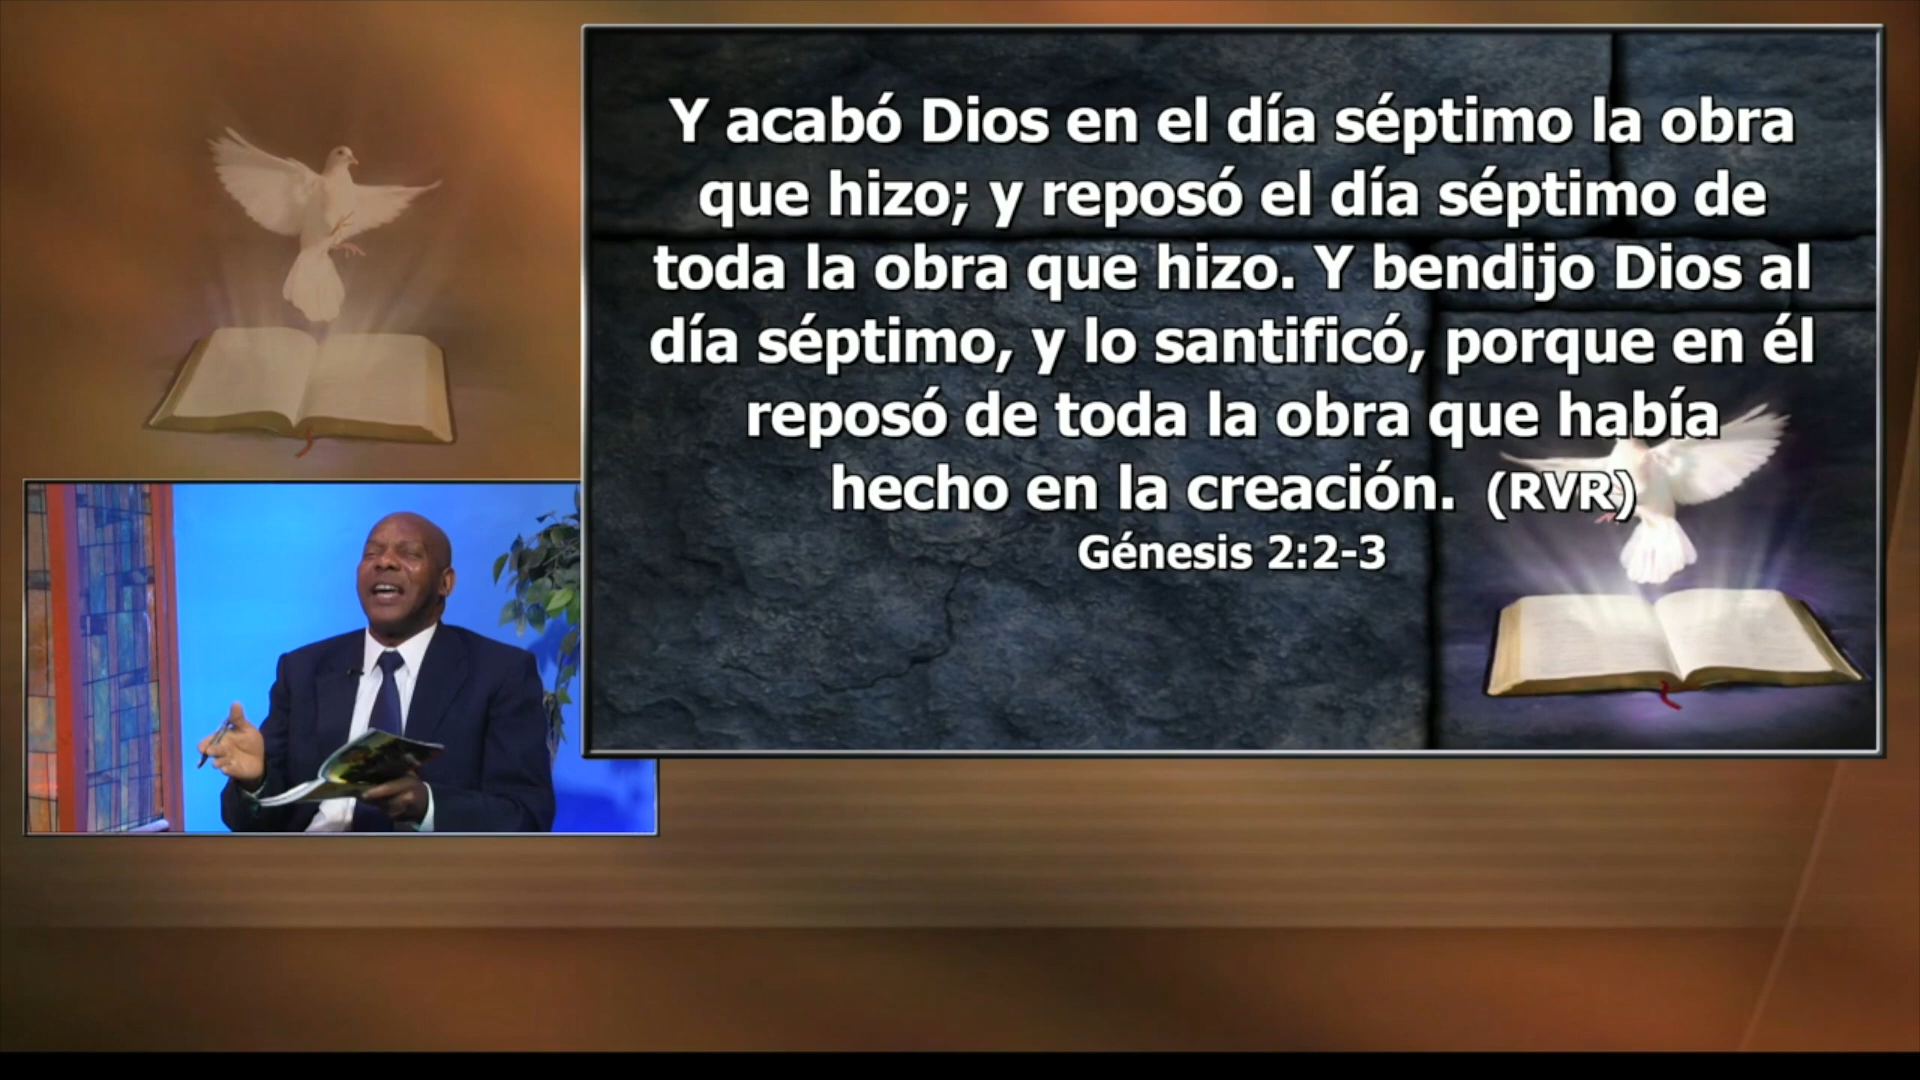 Y acabó Dios en el día séptimo la obra
que hizo; y reposó el día séptimo de
toda la obra que hizo. Y bendijo Dios al
día séptimo, y lo santificó, porque en él
reposó de toda la obra que había
hecho en la creación. (RVR)
Génesis 2:2-3